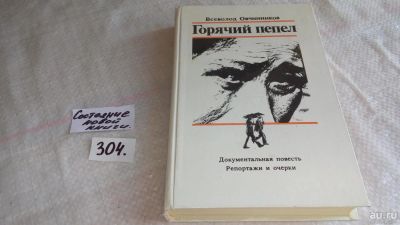 Всеволод Овчинников
Горячий пепел
Состояние
новой
книги.
304.
Документальная повесть
Репортажи и очерки
au.ru